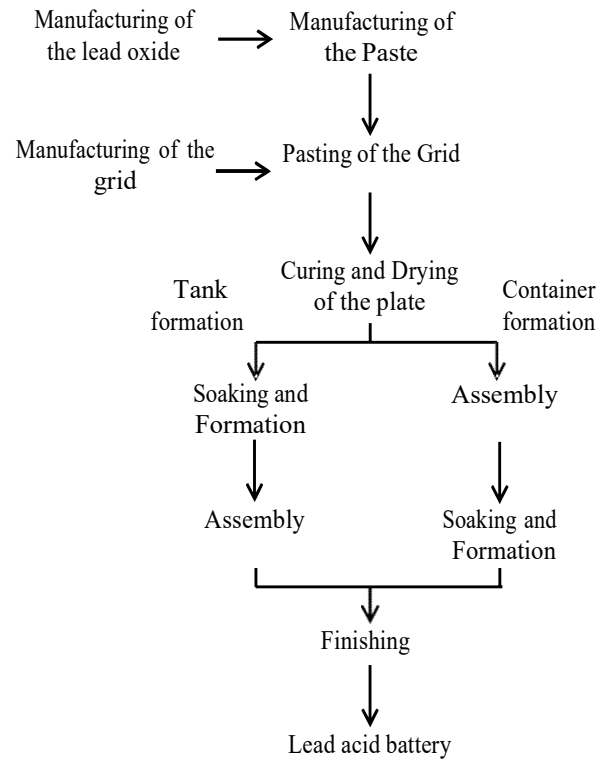 Manufacturing of
the lead oxide
Manufacturing of
the Paste
Manufacturing of the
grid
Pasting of the Grid
Curing and Drying
of the plate
Tank
formation
Container
formation
Soaking and
Formation
Assembly
Assembly
Soaking and
Formation
Finishing
Lead acid battery